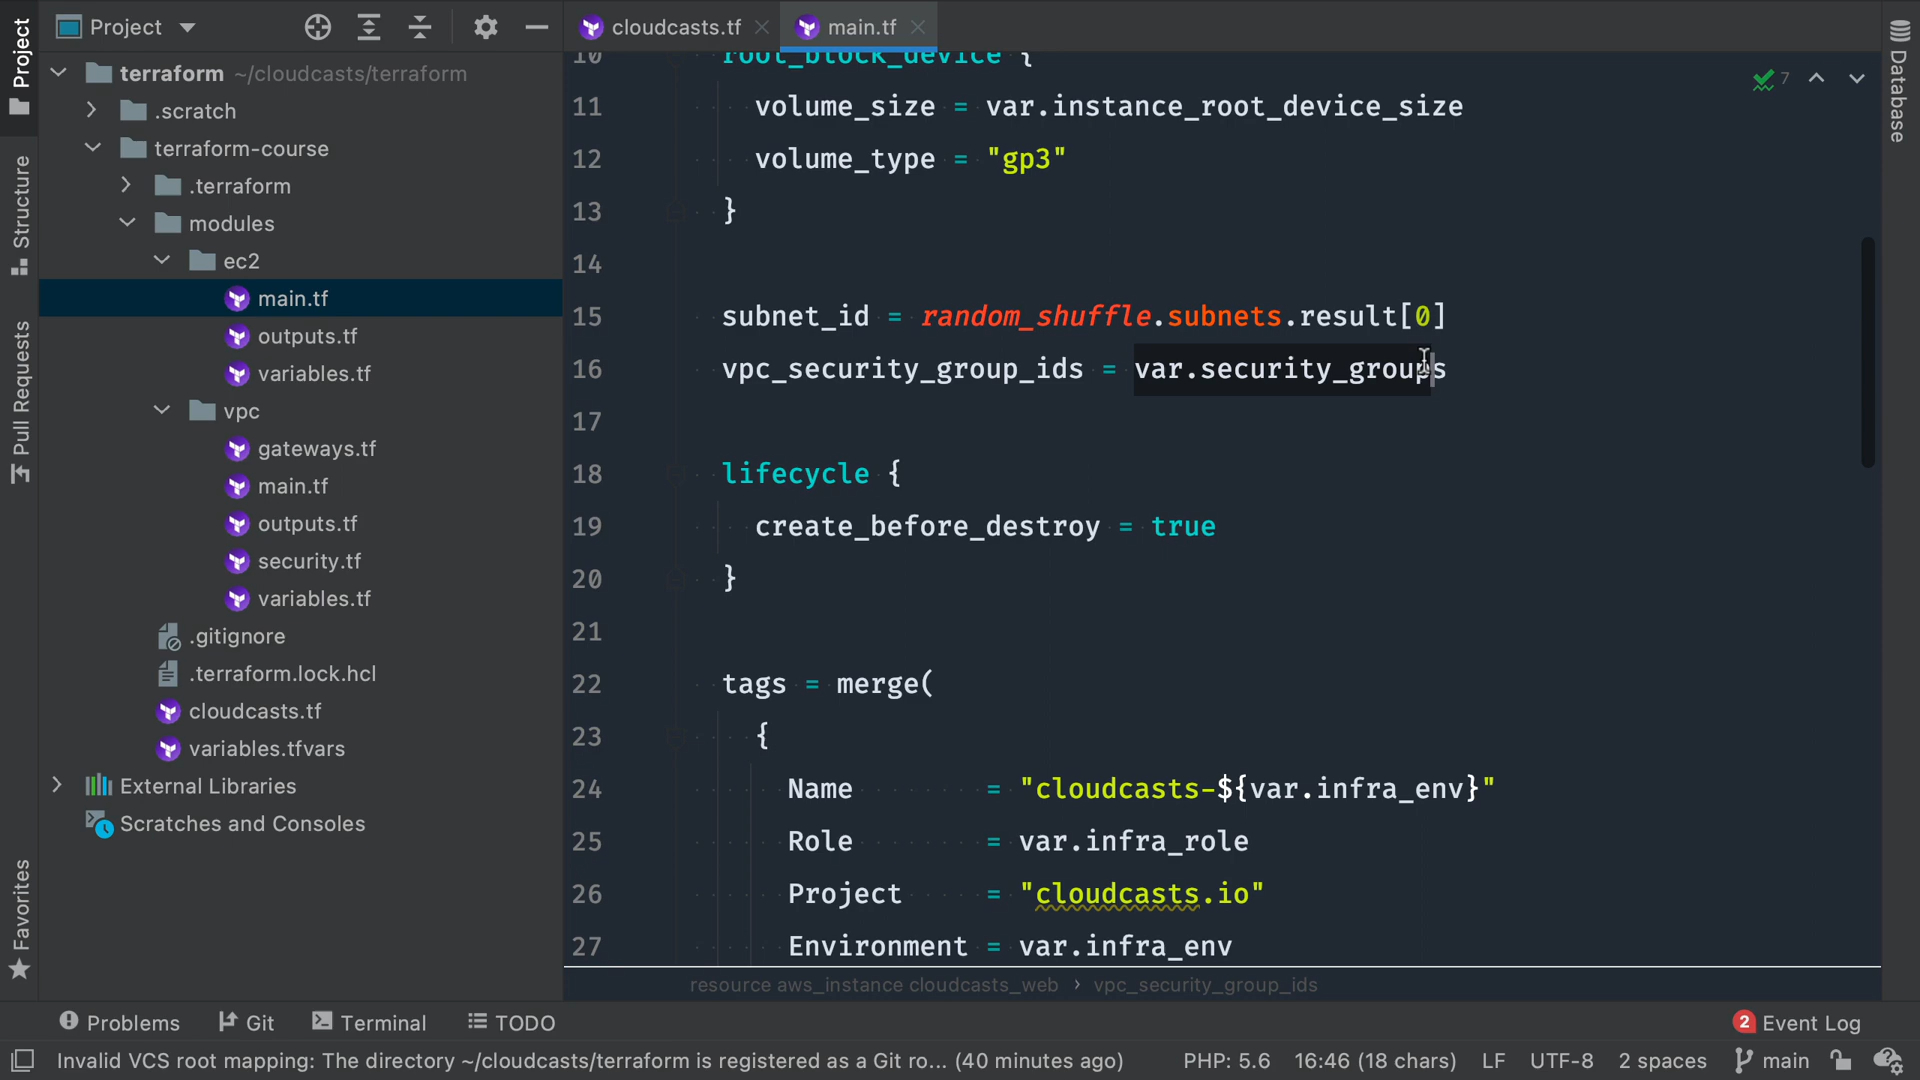 Project
cloudcasts.tf
main.tf
Project
Structure
Pull Requests
Favorites
Database
terraform ~/cloudcasts/terraform
.scratch
terraform-course
.terraform
modules
ec2
main.tf
outputs.tf
variables.tf
vpc
gateways.tf
main.tf
outputs.tf
security.tf
variables.tf
.gitignore
.terraform.lock.hcl
cloudcasts.tf
variables.tfvars
External Libraries
Scratches and Consoles
7
10 root_block_device {
11 volume_size = var.instance_root_device_size
12 volume_type = "gp3"
13 }
14
15 subnet_id = random_shuffle.subnets.result[0]
16 vpc_security_group_ids = var.security_groups
17
18 lifecycle {
19 create_before_destroy = true
20 }
21
22 tags = merge(
23 {
24 Name = "cloudcasts-${var.infra_env}"
25 Role = var.infra_role
26 Project = "cloudcasts.io"
27 Environment = var.infra_env
resource aws_instance cloudcasts_web › vpc_security_group_ids
Problems Git Terminal TODO 2 Event Log
Invalid VCS root mapping: The directory ~/cloudcasts/terraform is registered as a Git ro... (40 minutes ago) PHP: 5.6 16:46 (18 chars) LF UTF-8 2 spaces main